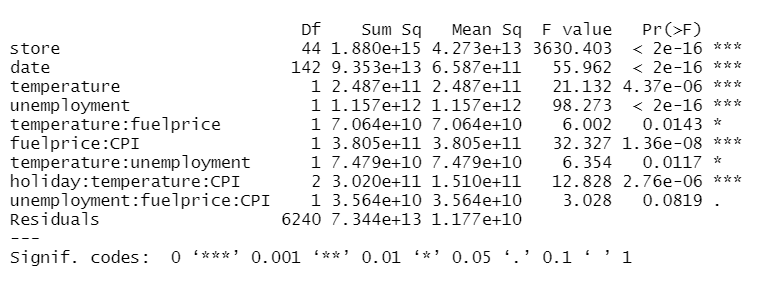 Df Sum Sq Mean Sq F value Pr(>F)
store 44 1.880e+15 4.273e+13 3630.403 < 2e-16 ***
date 142 9.353e+13 6.587e+11 55.962 < 2e-16 ***
temperature 1 2.487e+11 2.487e+11 21.132 4.37e-06 ***
unemployment 1 1.157e+12 1.157e+12 98.273 < 2e-16 ***
temperature:fuelprice 1 7.064e+10 7.064e+10 6.002 0.0143 *
fuelprice:CPI 1 3.805e+11 3.805e+11 32.327 1.36e-08 ***
temperature:unemployment 1 7.479e+10 7.479e+10 6.354 0.0117 *
holiday:temperature:CPI 2 3.020e+11 1.510e+11 12.828 2.76e-06 ***
unemployment:fuelprice:CPI 1 3.564e+10 3.564e+10 3.028 0.0819 .
Residuals 6240 7.344e+13 1.177e+10
---
Signif. codes: 0 ‘***’ 0.001 ‘**’ 0.01 ‘*’ 0.05 ‘.’ 0.1 ‘ ’ 1